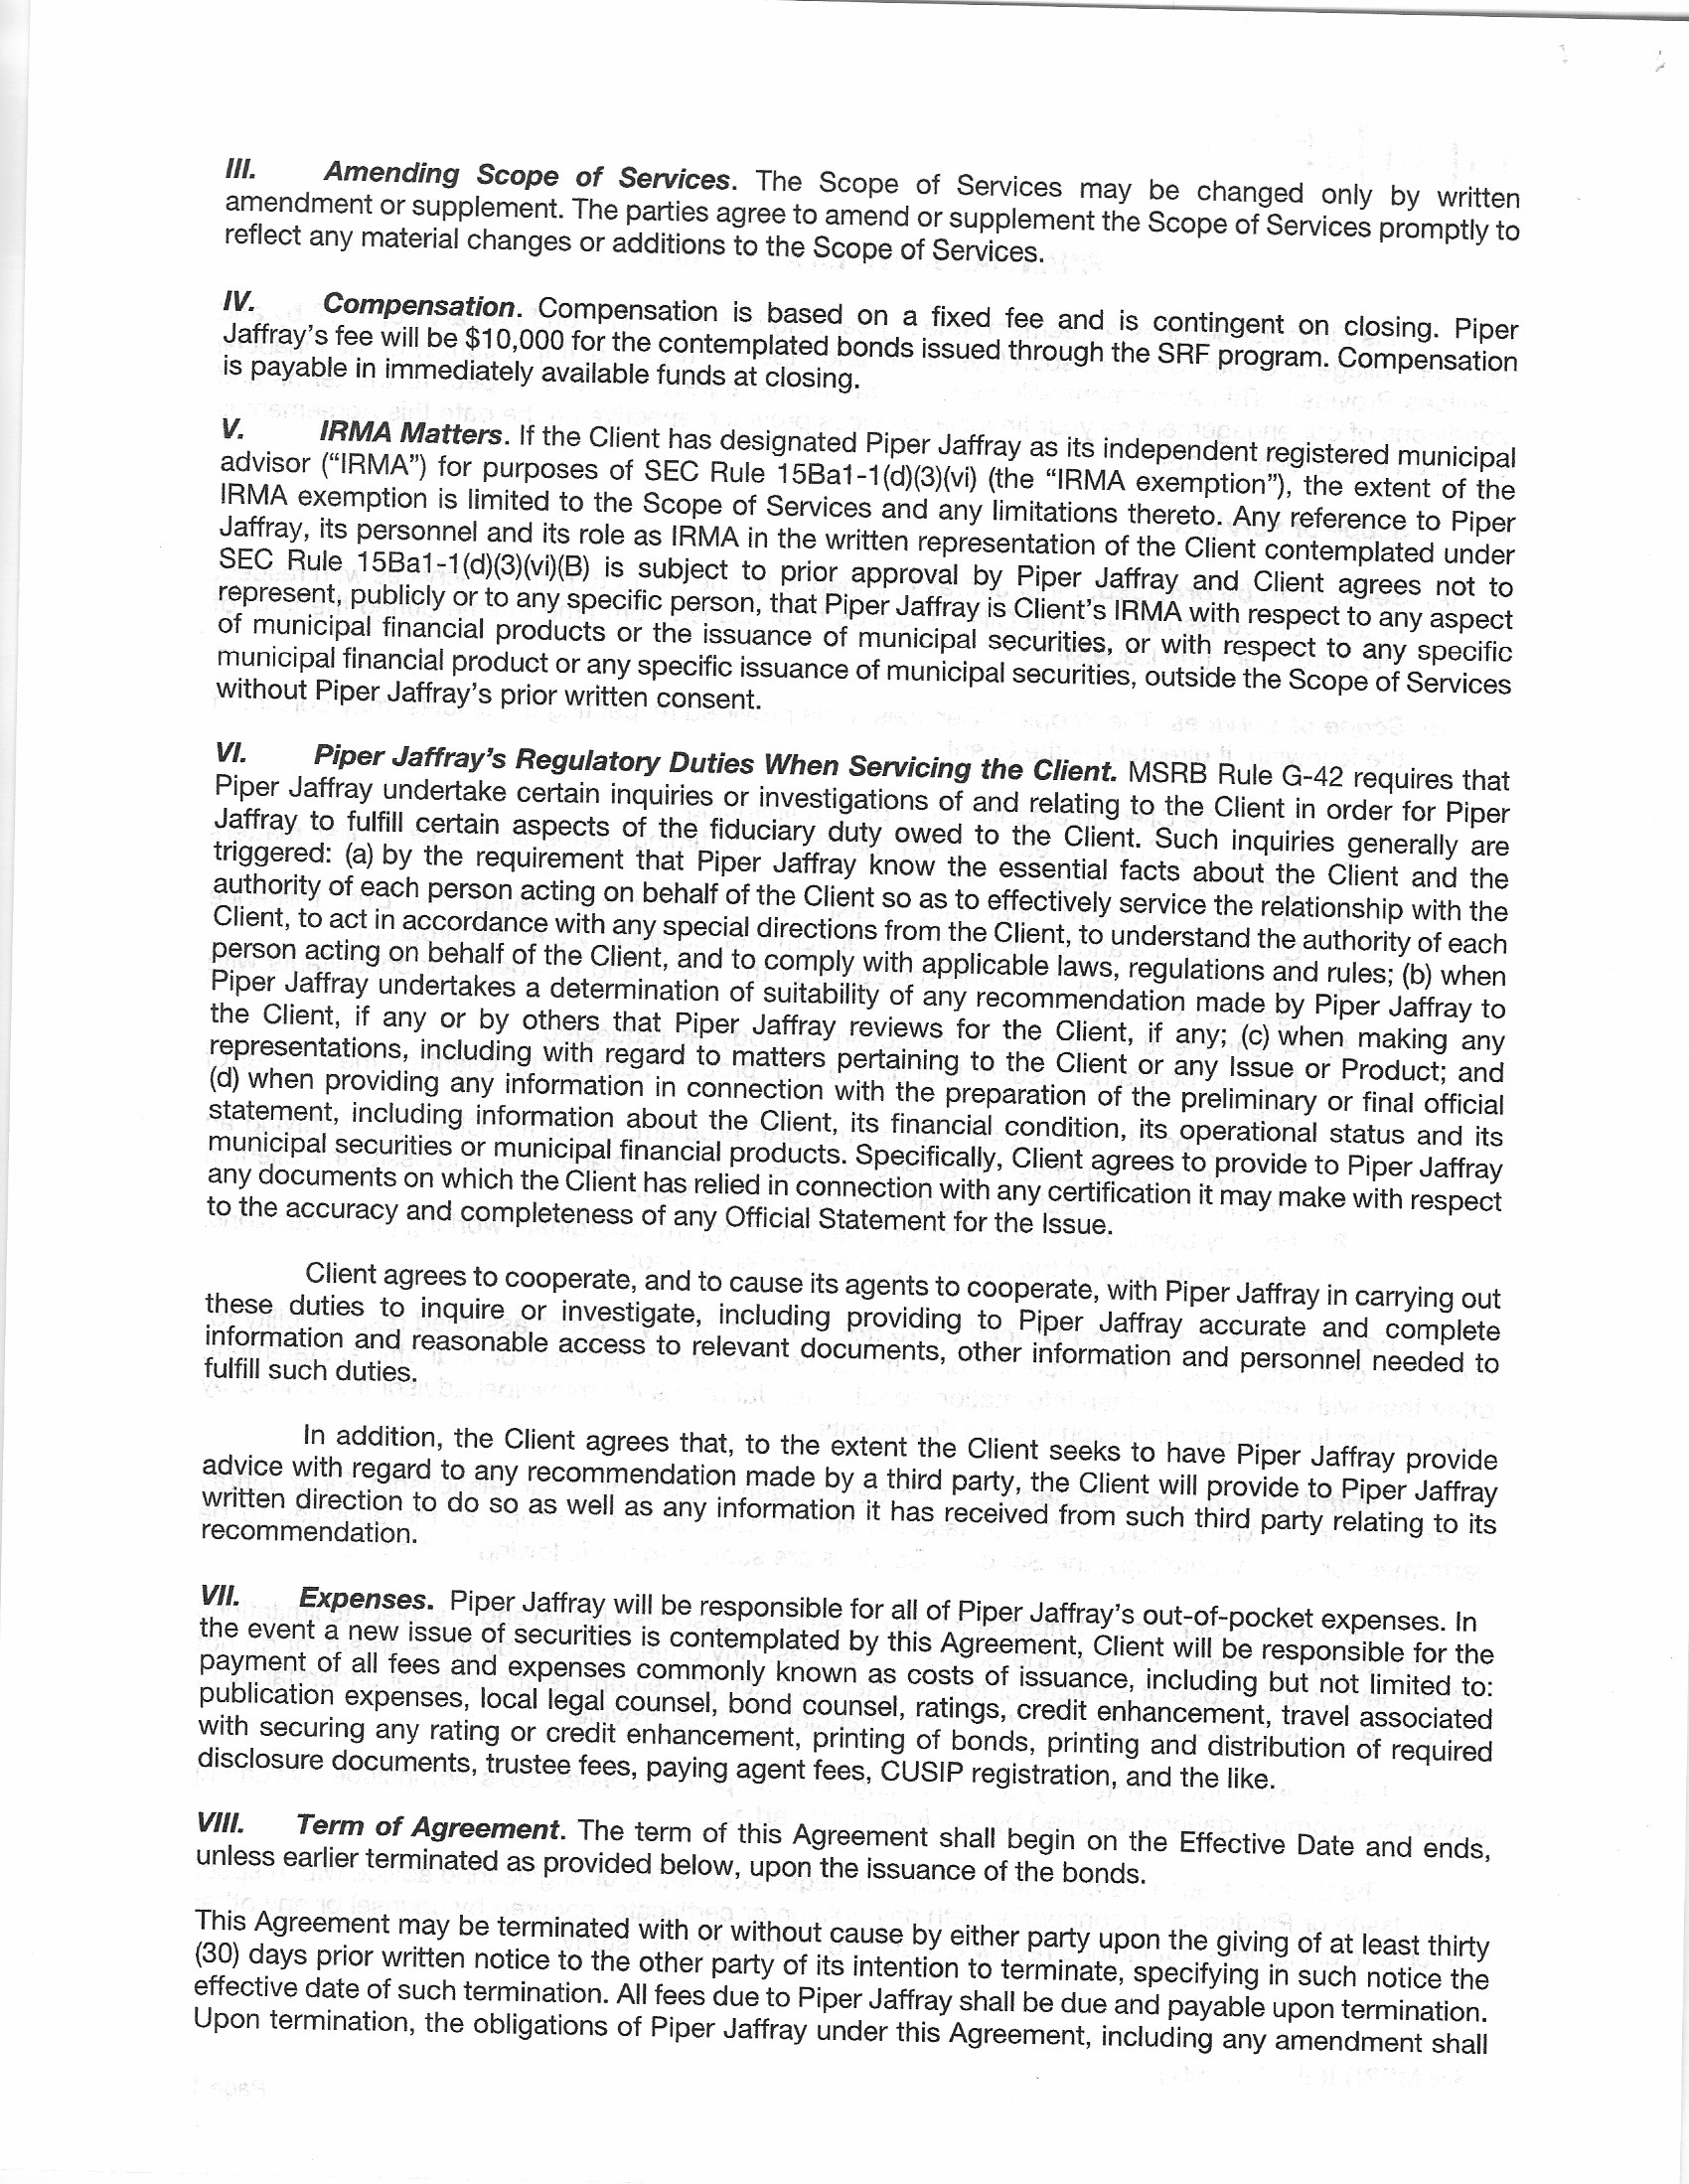 III. Amending Scope of Services. The Scope of Services may be changed only by written
amendment or supplement. The parties agree to amend or supplement the Scope of Services promptly to
reflect any material changes or additions to the Scope of Services.
IV. Compensation. Compensation is based on a fixed fee and is contingent on closing. Piper
Jaffray's fee will be $10,000 for the contemplated bonds issued through the SRF program. Compensation
is payable in immediately available funds at closing.
V. IRMA Matters. If the Client has designated Piper Jaffray as its independent registered municipal
advisor ("IRMA") for purposes of SEC Rule 15Ba1-1(d)(3)(vi) (the "IRMA exemption"), the extent of the
IRMA exemption is limited to the Scope of Services and any limitations thereto. Any reference to Piper
Jaffray, its personnel and its role as IRMA in the written representation of the Client contemplated under
SEC Rule 15Ba1-1(d)(3)(vi)(B) is subject to prior approval by Piper Jaffray and Client agrees not to
represent, publicly or to any specific person, that Piper Jaffray is Client's IRMA with respect to any aspect
of municipal financial products or the issuance of municipal securities, or with respect to any specific
municipal financial product or any specific issuance of municipal securities, outside the Scope of Services
without Piper Jaffray's prior written consent.
VI. Piper Jaffray's Regulatory Duties When Servicing the Client. MSRB Rule G-42 requires that
Piper Jaffray undertake certain inquiries or investigations of and relating to the Client in order for Piper
Jaffray to fulfill certain aspects of the fiduciary duty owed to the Client. Such inquiries generally are
triggered: (a) by the requirement that Piper Jaffray know the essential facts about the Client and the
authority of each person acting on behalf of the Client so as to effectively service the relationship with the
Client, to act in accordance with any special directions from the Client, to understand the authority of each
person acting on behalf of the Client, and to comply with applicable laws, regulations and rules; (b) when
Piper Jaffray undertakes a determination of suitability of any recommendation made by Piper Jaffray to
the Client, if any or by others that Piper Jaffray reviews for the Client, if any; (c) when making any
representations, including with regard to matters pertaining to the Client or any Issue or Product; and
(d) when providing any information in connection with the preparation of the preliminary or final official
statement, including information about the Client, its financial condition, its operational status and its
municipal securities or municipal financial products. Specifically, Client agrees to provide to Piper Jaffray
any documents on which the Client has relied in connection with any certification it may make with respect
to the accuracy and completeness of any Official Statement for the Issue.
Client agrees to cooperate, and to cause its agents to cooperate, with Piper Jaffray in carrying out
these duties to inquire or investigate, including providing to Piper Jaffray accurate and complete
information and reasonable access to relevant documents, other information and personnel needed to
fulfill such duties.
In addition, the Client agrees that, to the extent the Client seeks to have Piper Jaffray provide
advice with regard to any recommendation made by a third party, the Client will provide to Piper Jaffray
written direction to do so as well as any information it has received from such third party relating to its
recommendation.
VII. Expenses. Piper Jaffray will be responsible for all of Piper Jaffray's out-of-pocket expenses. In
the event a new issue of securities is contemplated by this Agreement, Client will be responsible for the
payment of all fees and expenses commonly known as costs of issuance, including but not limited to:
publication expenses, local legal counsel, bond counsel, ratings, credit enhancement, travel associated
with securing any rating or credit enhancement, printing of bonds, printing and distribution of required
disclosure documents, trustee fees, paying agent fees, CUSIP registration, and the like.
VIII. Term of Agreement. The term of this Agreement shall begin on the Effective Date and ends,
unless earlier terminated as provided below, upon the issuance of the bonds.
This Agreement may be terminated with or without cause by either party upon the giving of at least thirty
(30) days prior written notice to the other party of its intention to terminate, specifying in such notice the
effective date of such termination. All fees due to Piper Jaffray shall be due and payable upon termination.
Upon termination, the obligations of Piper Jaffray under this Agreement, including any amendment shall